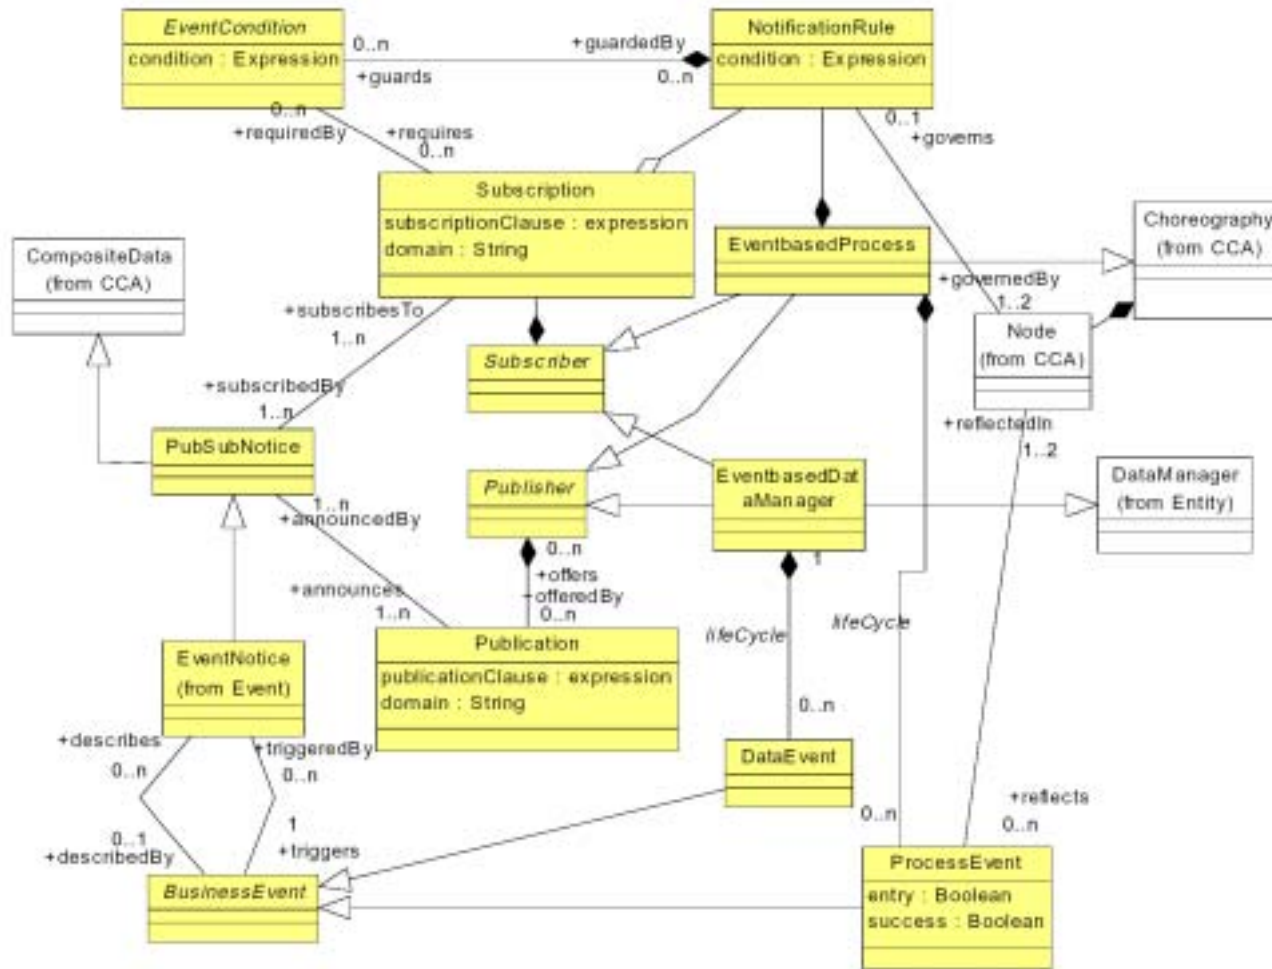 EventCondition
condition : Expression
0..n
+guards
+guardedBy
0..n
NotificationRule
condition : Expression
0..n
+requiredBy
+requires
0..n
0..1
+governs
Subscription
subscriptionClause : expression
domain : String
EventbasedProcess
Choreography
(from CCA)
CompositeData
(from CCA)
+governedBy
1..2
+subscribesTo
1..n
Node
(from CCA)
Subscriber
+subscribedBy
1..n
+reflectedIn
1..2
PubSubNotice
Publisher
EventbasedDat
aManager
DataManager
(from Entity)
1..n
+announcedBy
0..n
+offers
+offeredBy
0..n
1
+announces
1..n
lifeCycle
lifeCycle
EventNotice
(from Event)
Publication
publicationClause : expression
domain : String
0..n
+describes
0..n
+triggeredBy
0..n
DataEvent
+reflects
0..n
0..n
0..1
+describedBy
1
+triggers
BusinessEvent
ProcessEvent
entry : Boolean
success : Boolean